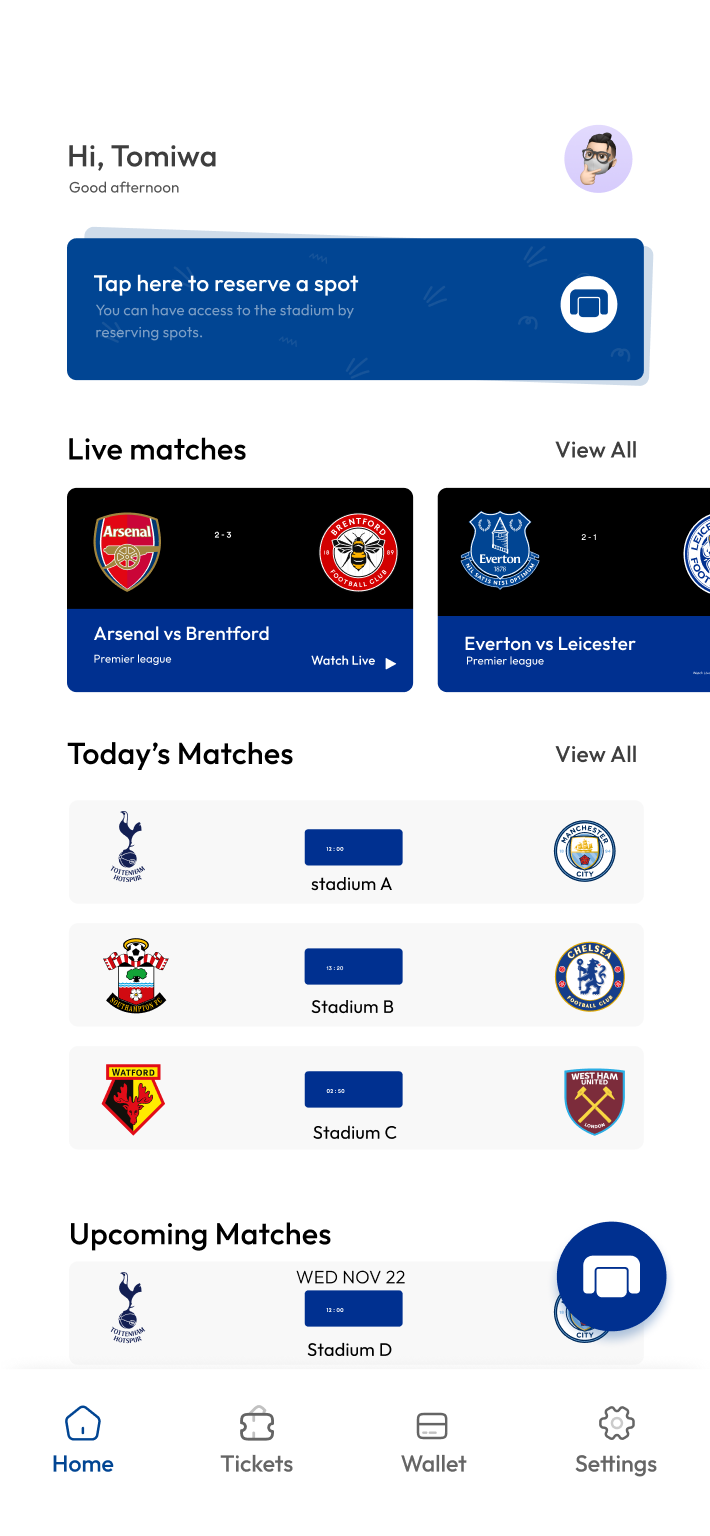 Hi, Tomiwa
Good afternoon
Tap here to reserve a spot
You can have access to the stadium by
reserving spots.
Live matches
View All
Arsenal
2 - 3
BRENTFORD
18 89
FOOTBALL CLUB
Everton
1878
NIL SATIS NISI OPTIMUM
2 - 1
Arsenal vs Brentford
Premier league
Watch Live
Everton vs Leicester
Premier league
Today's Matches
View All
TOTTENHAM
HOTSPUR
12 : 00
stadium A
MANCHESTER
CITY
SOUTHAMPTON FC
13 : 20
Stadium B
CHELSEA
FOOTBALL CLUB
WATFORD
02 : 50
Stadium C
WEST HAM
UNITED
LONDON
Upcoming Matches
TOTTENHAM
HOTSPUR
WED NOV 22
12 : 00
Stadium D
CITY
Home
Tickets
Wallet
Settings